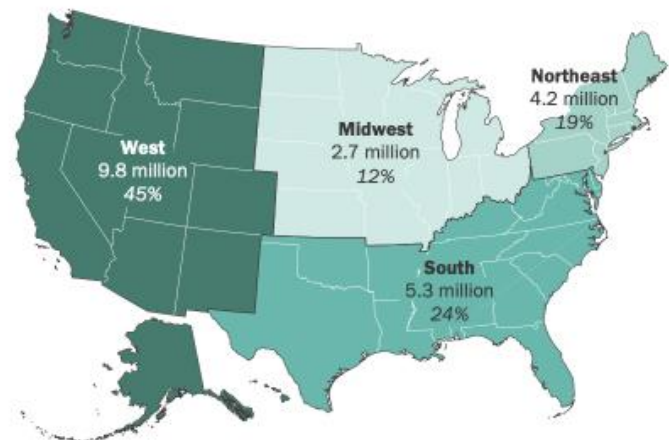 Northeast
4.2 million
19%
Midwest
2.7 million
12%
West
9.8 million
45%
South
5.3 million
24%